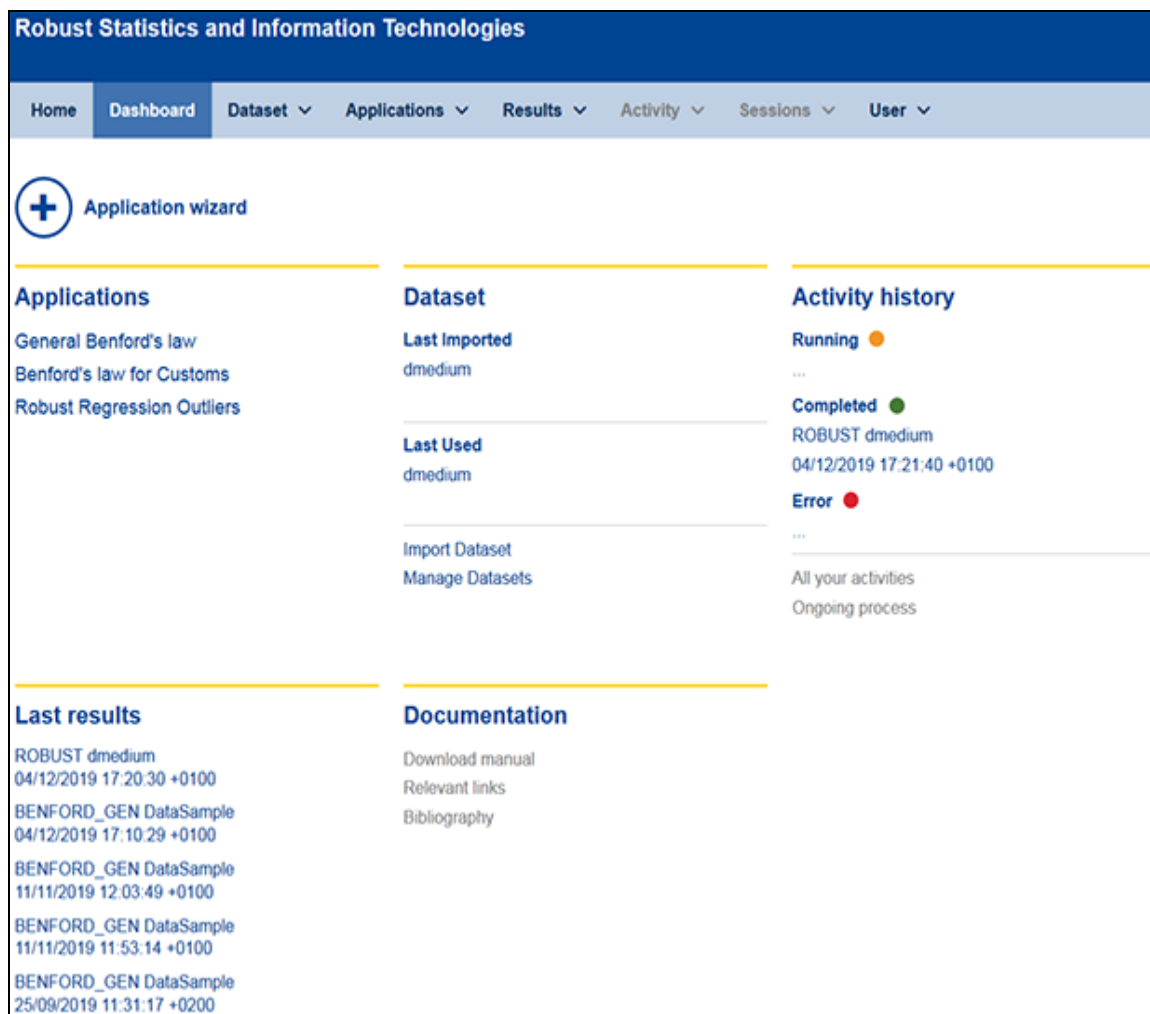 Robust Statistics and Information Technologies
Home Dashboard Dataset Applications Results Activity Sessions User
Application wizard
Applications
General Benford's law
Benford's law for Customs
Robust Regression Outliers
Dataset
Last Imported
dmedium
Last Used
dmedium
Import Dataset
Manage Datasets
Activity history
Running
...
Completed
ROBUST dmedium
04/12/2019 17:21:40 +0100
Error
...
All your activities
Ongoing process
Last results
ROBUST dmedium
04/12/2019 17:20:30 +0100
BENFORD_GEN DataSample
04/12/2019 17:10:29 +0100
BENFORD_GEN DataSample
11/11/2019 12:03:49 +0100
BENFORD_GEN DataSample
11/11/2019 11:53:14 +0100
BENFORD_GEN DataSample
25/09/2019 11:31:17 +0200
Documentation
Download manual
Relevant links
Bibliography